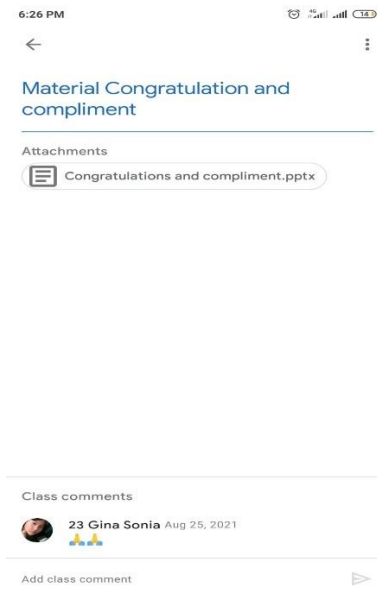 6:26 PM
4G
14
Material Congratulation and
compliment
Attachments
Congratulations and compliment.pptx
Class comments
23 Gina Sonia Aug 25, 2021
🙏🙏
Add class comment